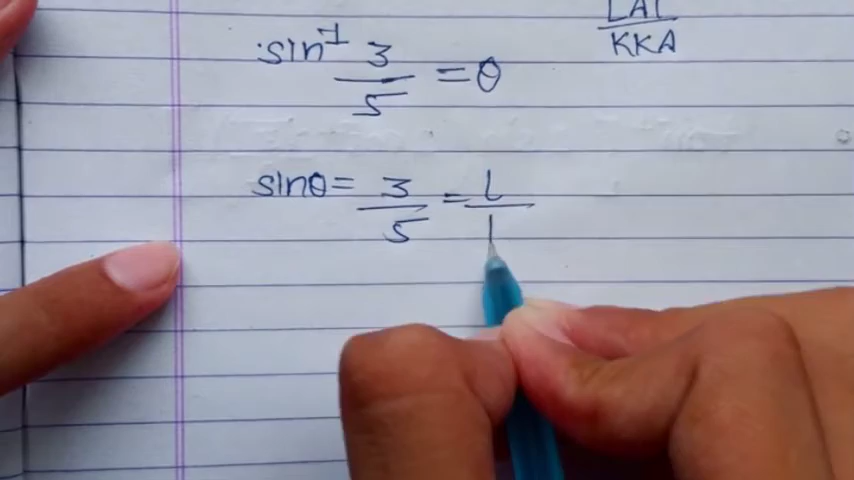 LAL
KKA
sin⁻¹ 3/5 = θ
sinθ = 3/5 = L/